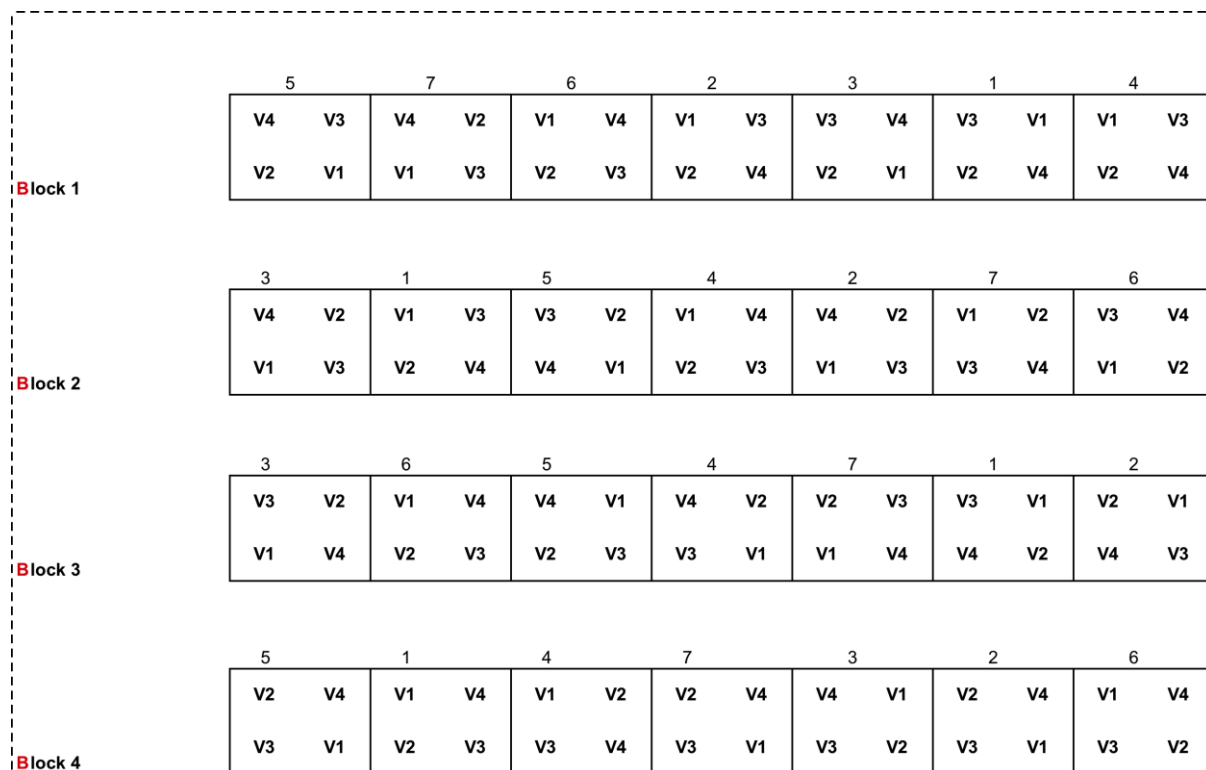 5 7 6 2 3 1 4
V4 V3 V4 V2 V1 V4 V1 V3 V3 V4 V3 V1 V1 V3
V2 V1 V1 V3 V2 V3 V2 V4 V2 V1 V2 V4 V2 V4
Block 1
3 1 5 4 2 7 6
V4 V2 V1 V3 V3 V2 V1 V4 V4 V2 V1 V2 V3 V4
V1 V3 V2 V4 V4 V1 V2 V3 V1 V3 V3 V4 V1 V2
Block 2
3 6 5 4 7 1 2
V3 V2 V1 V4 V4 V1 V4 V2 V2 V3 V3 V1 V2 V1
V1 V4 V2 V3 V2 V3 V3 V1 V1 V4 V4 V2 V4 V3
Block 3
5 1 4 7 3 2 6
V2 V4 V1 V4 V1 V2 V2 V4 V4 V1 V2 V4 V1 V4
V3 V1 V2 V3 V3 V4 V3 V1 V3 V2 V3 V1 V3 V2
Block 4